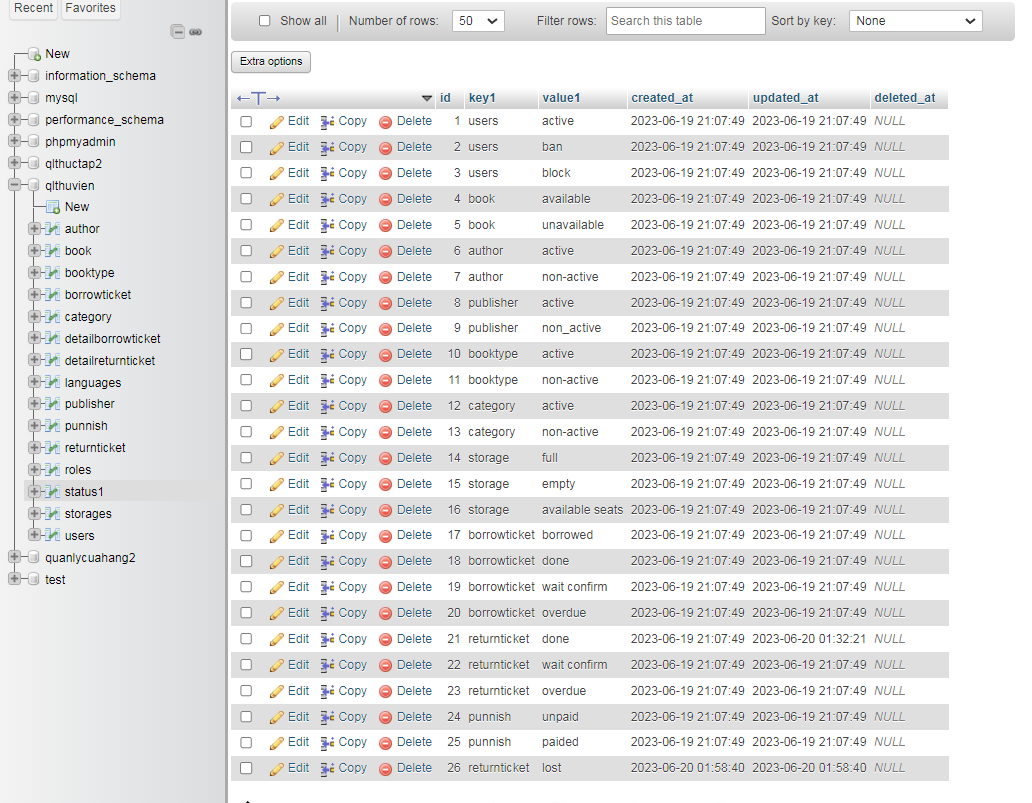 Recent Favorites
New
information_schema
mysql
performance_schema
phpmyadmin
qlthuctap2
qlthuvien
New
author
book
booktype
borrowticket
category
detailborrowticket
detailreturnticket
languages
publisher
punnish
returnticket
roles
status1
storages
users
quanlycuahang2
test
Show all Number of rows: 50 Filter rows: Search this table Sort by key: None
Extra options
←T→ id key1 value1 created_at updated_at deleted_at
Edit Copy Delete 1 users active 2023-06-19 21:07:49 2023-06-19 21:07:49 NULL
Edit Copy Delete 2 users ban 2023-06-19 21:07:49 2023-06-19 21:07:49 NULL
Edit Copy Delete 3 users block 2023-06-19 21:07:49 2023-06-19 21:07:49 NULL
Edit Copy Delete 4 book available 2023-06-19 21:07:49 2023-06-19 21:07:49 NULL
Edit Copy Delete 5 book unavailable 2023-06-19 21:07:49 2023-06-19 21:07:49 NULL
Edit Copy Delete 6 author active 2023-06-19 21:07:49 2023-06-19 21:07:49 NULL
Edit Copy Delete 7 author non-active 2023-06-19 21:07:49 2023-06-19 21:07:49 NULL
Edit Copy Delete 8 publisher active 2023-06-19 21:07:49 2023-06-19 21:07:49 NULL
Edit Copy Delete 9 publisher non_active 2023-06-19 21:07:49 2023-06-19 21:07:49 NULL
Edit Copy Delete 10 booktype active 2023-06-19 21:07:49 2023-06-19 21:07:49 NULL
Edit Copy Delete 11 booktype non-active 2023-06-19 21:07:49 2023-06-19 21:07:49 NULL
Edit Copy Delete 12 category active 2023-06-19 21:07:49 2023-06-19 21:07:49 NULL
Edit Copy Delete 13 category non-active 2023-06-19 21:07:49 2023-06-19 21:07:49 NULL
Edit Copy Delete 14 storage full 2023-06-19 21:07:49 2023-06-19 21:07:49 NULL
Edit Copy Delete 15 storage empty 2023-06-19 21:07:49 2023-06-19 21:07:49 NULL
Edit Copy Delete 16 storage available seats 2023-06-19 21:07:49 2023-06-19 21:07:49 NULL
Edit Copy Delete 17 borrowticket borrowed 2023-06-19 21:07:49 2023-06-19 21:07:49 NULL
Edit Copy Delete 18 borrowticket done 2023-06-19 21:07:49 2023-06-19 21:07:49 NULL
Edit Copy Delete 19 borrowticket wait confirm 2023-06-19 21:07:49 2023-06-19 21:07:49 NULL
Edit Copy Delete 20 borrowticket overdue 2023-06-19 21:07:49 2023-06-19 21:07:49 NULL
Edit Copy Delete 21 returnticket done 2023-06-19 21:07:49 2023-06-20 01:32:21 NULL
Edit Copy Delete 22 returnticket wait confirm 2023-06-19 21:07:49 2023-06-19 21:07:49 NULL
Edit Copy Delete 23 returnticket overdue 2023-06-19 21:07:49 2023-06-19 21:07:49 NULL
Edit Copy Delete 24 punnish unpaid 2023-06-19 21:07:49 2023-06-19 21:07:49 NULL
Edit Copy Delete 25 punnish paided 2023-06-19 21:07:49 2023-06-19 21:07:49 NULL
Edit Copy Delete 26 returnticket lost 2023-06-20 01:58:40 2023-06-20 01:58:40 NULL